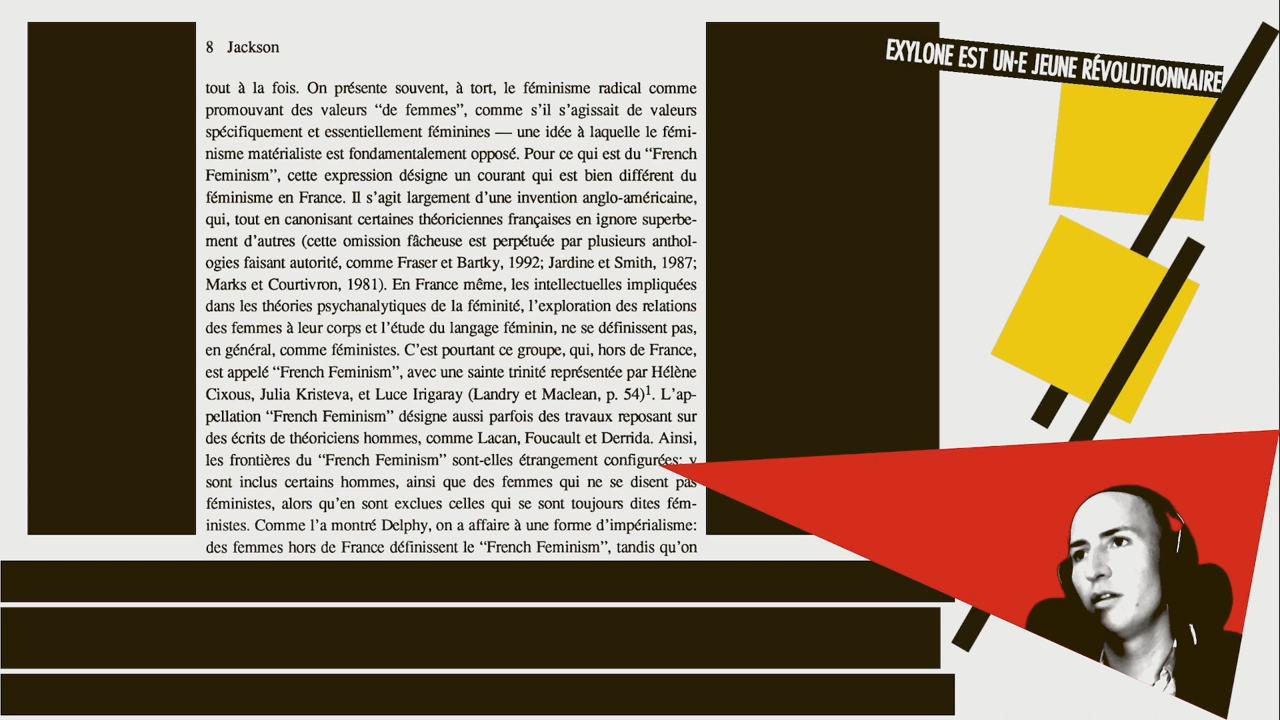 8 Jackson
tout à la fois. On présente souvent, à tort, le féminisme radical comme
promouvant des valeurs “de femmes”, comme s’il s’agissait de valeurs
spécifiquement et essentiellement féminines — une idée à laquelle le fémi-
nisme matérialiste est fondamentalement opposé. Pour ce qui est du “French
Feminism”, cette expression désigne un courant qui est bien différent du
féminisme en France. Il s’agit largement d’une invention anglo-américaine,
qui, tout en canonisant certaines théoriciennes françaises en ignore superbe-
ment d’autres (cette omission fâcheuse est perpétuée par plusieurs anthol-
ogies faisant autorité, comme Fraser et Bartky, 1992; Jardine et Smith, 1987;
Marks et Courtivron, 1981). En France même, les intellectuelles impliquées
dans les théories psychanalytiques de la féminité, l’exploration des relations
des femmes à leur corps et l’étude du langage féminin, ne se définissent pas,
en général, comme féministes. C’est pourtant ce groupe, qui, hors de France,
est appelé “French Feminism”, avec une sainte trinité représentée par Hélène
Cixous, Julia Kristeva, et Luce Irigaray (Landry et Maclean, p. 54)1. L’ap-
pellation “French Feminism” désigne aussi parfois des travaux reposant sur
des écrits de théoriciens hommes, comme Lacan, Foucault et Derrida. Ainsi,
les frontières du “French Feminism” sont-elles étrangement configurées: y
sont inclus certains hommes, ainsi que des femmes qui ne se disent pas
féministes, alors qu’en sont exclues celles qui se sont toujours dites fém-
inistes. Comme l’a montré Delphy, on a affaire à une forme d’impérialisme:
des femmes hors de France définissent le “French Feminism”, tandis qu’on
EXYLONE EST UN·E JEUNE RÉVOLUTIONNAIRE